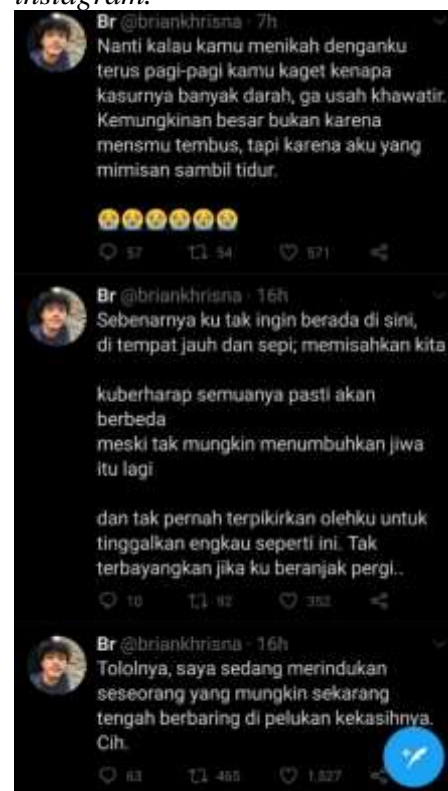 instagram.
Br @briankhrisna · 7h
Nanti kalau kamu menikah denganku
terus pagi-pagi kamu kaget kenapa
kasurnya banyak darah, ga usah khawatir.
Kemungkinan besar bukan karena
mensmu tembus, tapi karena aku yang
mimisan sambil tidur.
😭😭😭😭😭😭
57 54 571
Br @briankhrisna · 16h
Sebenarnya ku tak ingin berada di sini,
di tempat jauh dan sepi; memisahkan kita
kuberharap semuanya pasti akan
berbeda
meski tak mungkin menumbuhkan jiwa
itu lagi
dan tak pernah terpikirkan olehku untuk
tinggalkan engkau seperti ini. Tak
terbayangkan jika ku beranjak pergi..
10 92 352
Br @briankhrisna · 16h
Tololnya, saya sedang merindukan
seseorang yang mungkin sekarang
tengah berbaring di pelukan kekasihnya.
Cih.
63 465 1,527